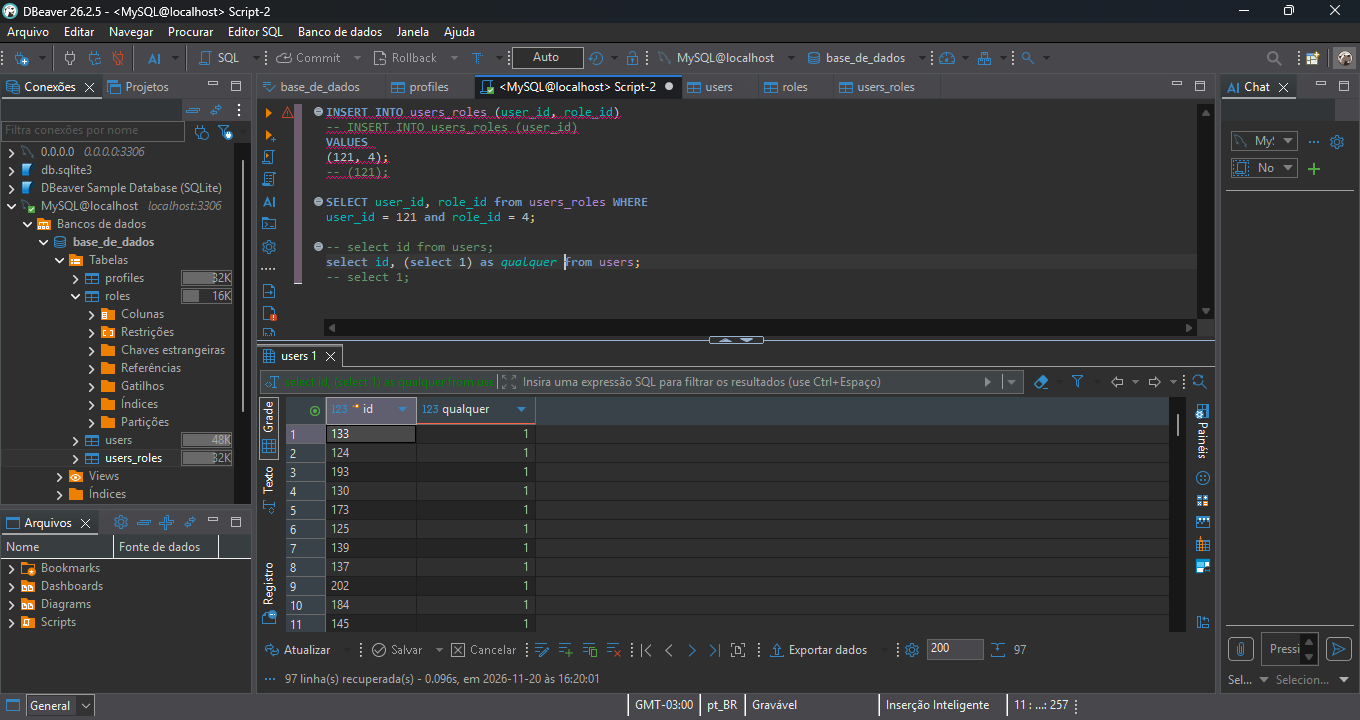 DBeaver 26.2.5 - <MySQL@localhost> Script-2
Arquivo Editar Navegar Procurar Editor SQL Banco de dados Janela Ajuda
AI SQL Commit Rollback T Auto MySQL@localhost base_de_dados
Conexões Projetos
base_de_dados profiles <MySQL@localhost> Script-2 users roles users_roles
AI Chat
Filtra conexões por nome
0.0.0.0 0.0.0.0:3306
db.sqlite3
DBeaver Sample Database (SQLite)
MySQL@localhost localhost:3306
Bancos de dados
base_de_dados
Tabelas
profiles 32K
roles 16K
Colunas
Restrições
Chaves estrangeiras
Referências
Gatilhos
Índices
Partições
users 48K
users_roles 32K
Views
Índices
Arquivos
Nome Fonte de dados
Bookmarks
Dashboards
Diagrams
Scripts
AI
INSERT INTO users_roles (user_id, role_id)
-- INSERT INTO users_roles (user_id)
VALUES
(121, 4);
-- (121);
SELECT user_id, role_id from users_roles WHERE
user_id = 121 and role_id = 4;
-- select id from users;
select id, (select 1) as qualquer from users;
-- select 1;
users 1
select id, (select 1) as qualquer from use Insira uma expressão SQL para filtrar os resultados (use Ctrl+Espaço)
Grade
Texto
Registro
123 id 123 qualquer
1 133 1
2 124 1
3 193 1
4 130 1
5 173 1
6 125 1
7 139 1
8 137 1
9 202 1
10 184 1
11 145 1
Painéis
Atualizar Salvar Cancelar Exportar dados 200 97
97 linha(s) recuperada(s) - 0.096s, em 2026-11-20 às 16:20:01
My:
No
Pressi
Sel... Selecion...
General
GMT-03:00 pt_BR Gravável Inserção Inteligente 11 : ...: 257